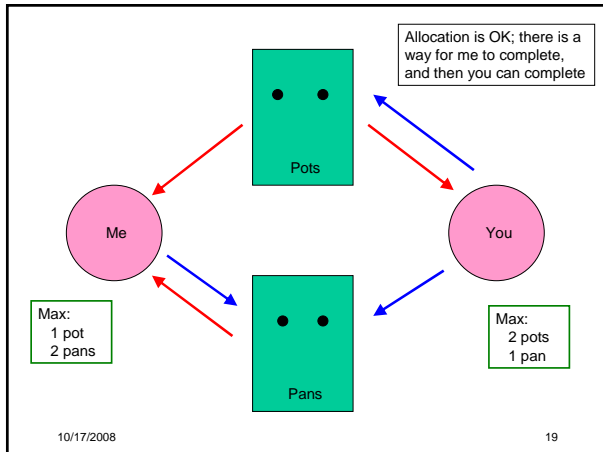 Allocation is OK; there is a
way for me to complete,
and then you can complete
Pots
Me
You
Max:
1 pot
2 pans
Max:
2 pots
1 pan
Pans
10/17/2008
19